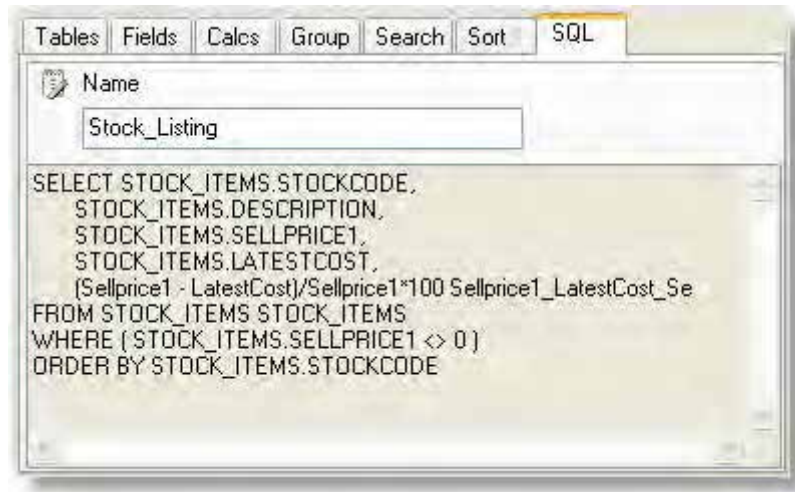 Tables Fields Calcs Group Search Sort SQL
Name
Stock_Listing
SELECT STOCK_ITEMS.STOCKCODE,
STOCK_ITEMS.DESCRIPTION,
STOCK_ITEMS.SELLPRICE1,
STOCK_ITEMS.LATESTCOST,
(Sellprice1 - LatestCost)/Sellprice1*100 Sellprice1_LatestCost_Se
FROM STOCK_ITEMS STOCK_ITEMS
WHERE ( STOCK_ITEMS.SELLPRICE1 <> 0 )
ORDER BY STOCK_ITEMS.STOCKCODE